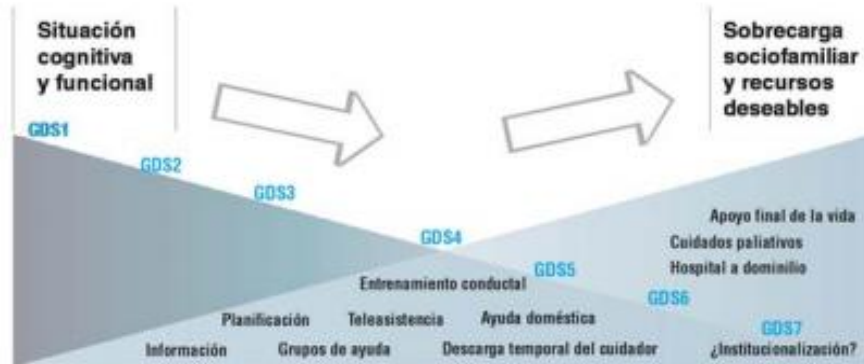 Situación
cognitiva
y funcional
Sobrecarga
sociofamiliar
y recursos
deseables
GDS1
GDS2
GDS3
GDS4
GDS5
GDS6
GDS7
Apoyo final de la vida
Cuidados paliativos
Hospital a dominilio
Entrenamiento conductal
Planificación
Teleasistencia
Ayuda doméstica
Información
Grupos de ayuda
Descarga temporal del cuidador
¿Institucionalización?